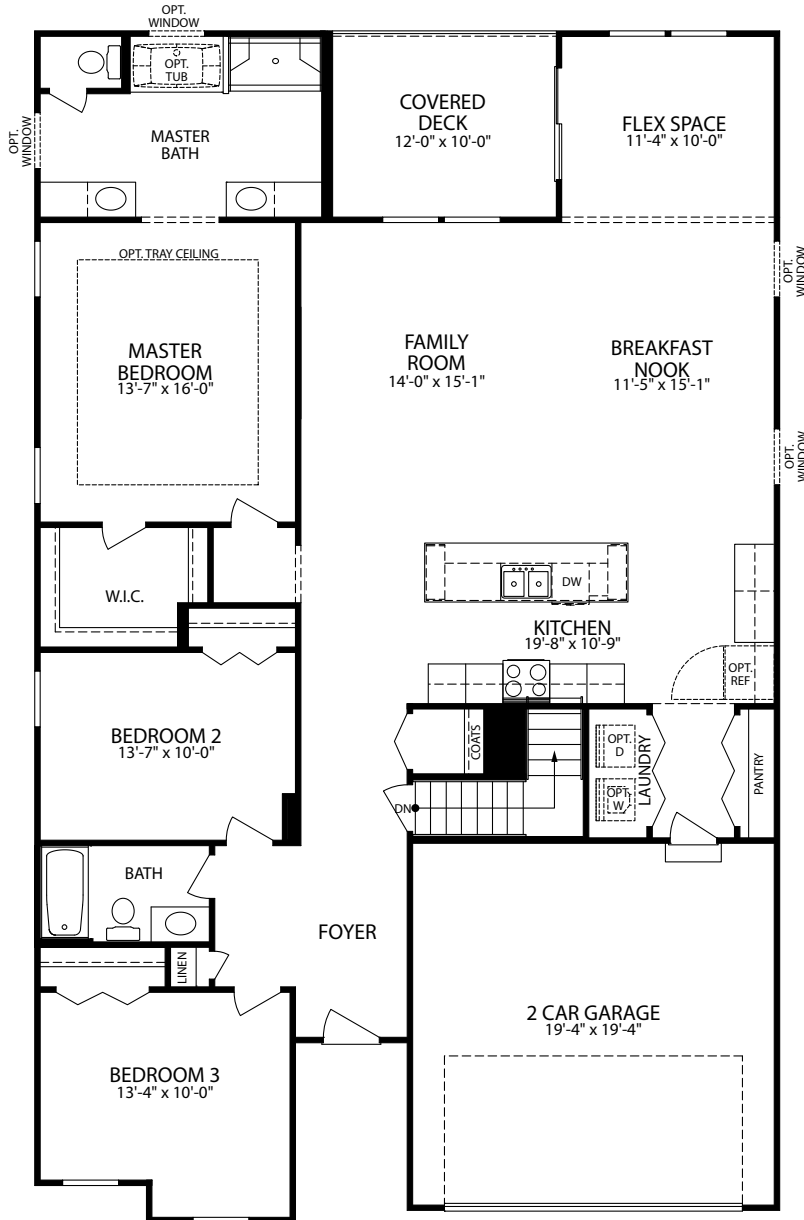 OPT.
WINDOW
OPT.
TUB
OPT.
WINDOW
MASTER
BATH
COVERED
DECK
12'-0" x 10'-0"
FLEX SPACE
11'-4" x 10'-0"
OPT. TRAY CEILING
OPT.
WINDOW
MASTER
BEDROOM
13'-7" x 16'-0"
FAMILY
ROOM
14'-0" x 15'-1"
BREAKFAST
NOOK
11'-5" x 15'-1"
OPT.
WINDOW
W.I.C.
DW
KITCHEN
19'-8" x 10'-9"
OPT.
REF
BEDROOM 2
13'-7" x 10'-0"
COATS
OPT.
D
LAUNDRY
OPT.
W
PANTRY
DN
BATH
FOYER
LINEN
2 CAR GARAGE
19'-4" x 19'-4"
BEDROOM 3
13'-4" x 10'-0"